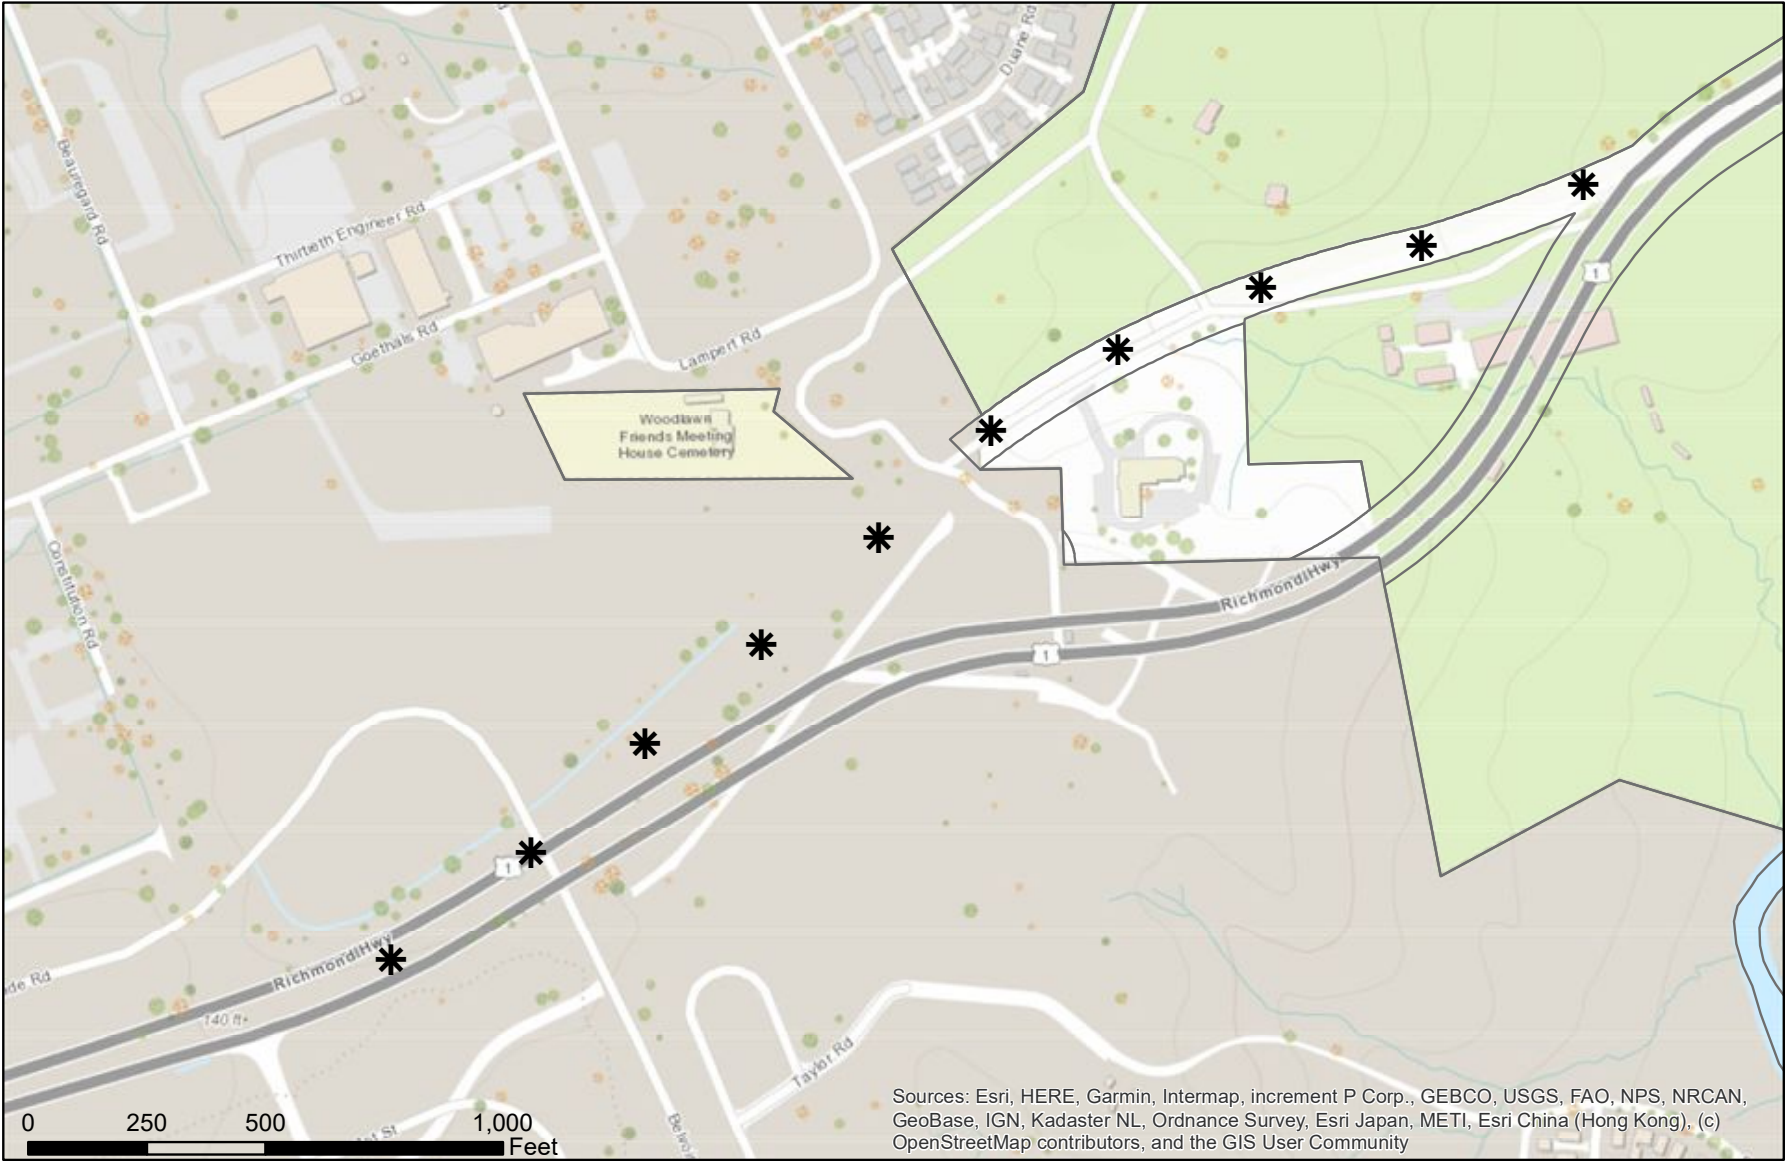 Duane Rd
Beauregard Rd
Thirtieth Engineer Rd
1
Goethals Rd
Lampert Rd
Woodlawn
Friends Meeting
House Cemetery
Constitution Rd
Richmond Hwy
1
1
Richmond Hwy
de Rd
140 ft
Taylor Rd
Belvoir
St
0 250 500 1,000
Feet
Sources: Esri, HERE, Garmin, Intermap, increment P Corp., GEBCO, USGS, FAO, NPS, NRCAN,
GeoBase, IGN, Kadaster NL, Ordnance Survey, Esri Japan, METI, Esri China (Hong Kong), (c)
OpenStreetMap contributors, and the GIS User Community